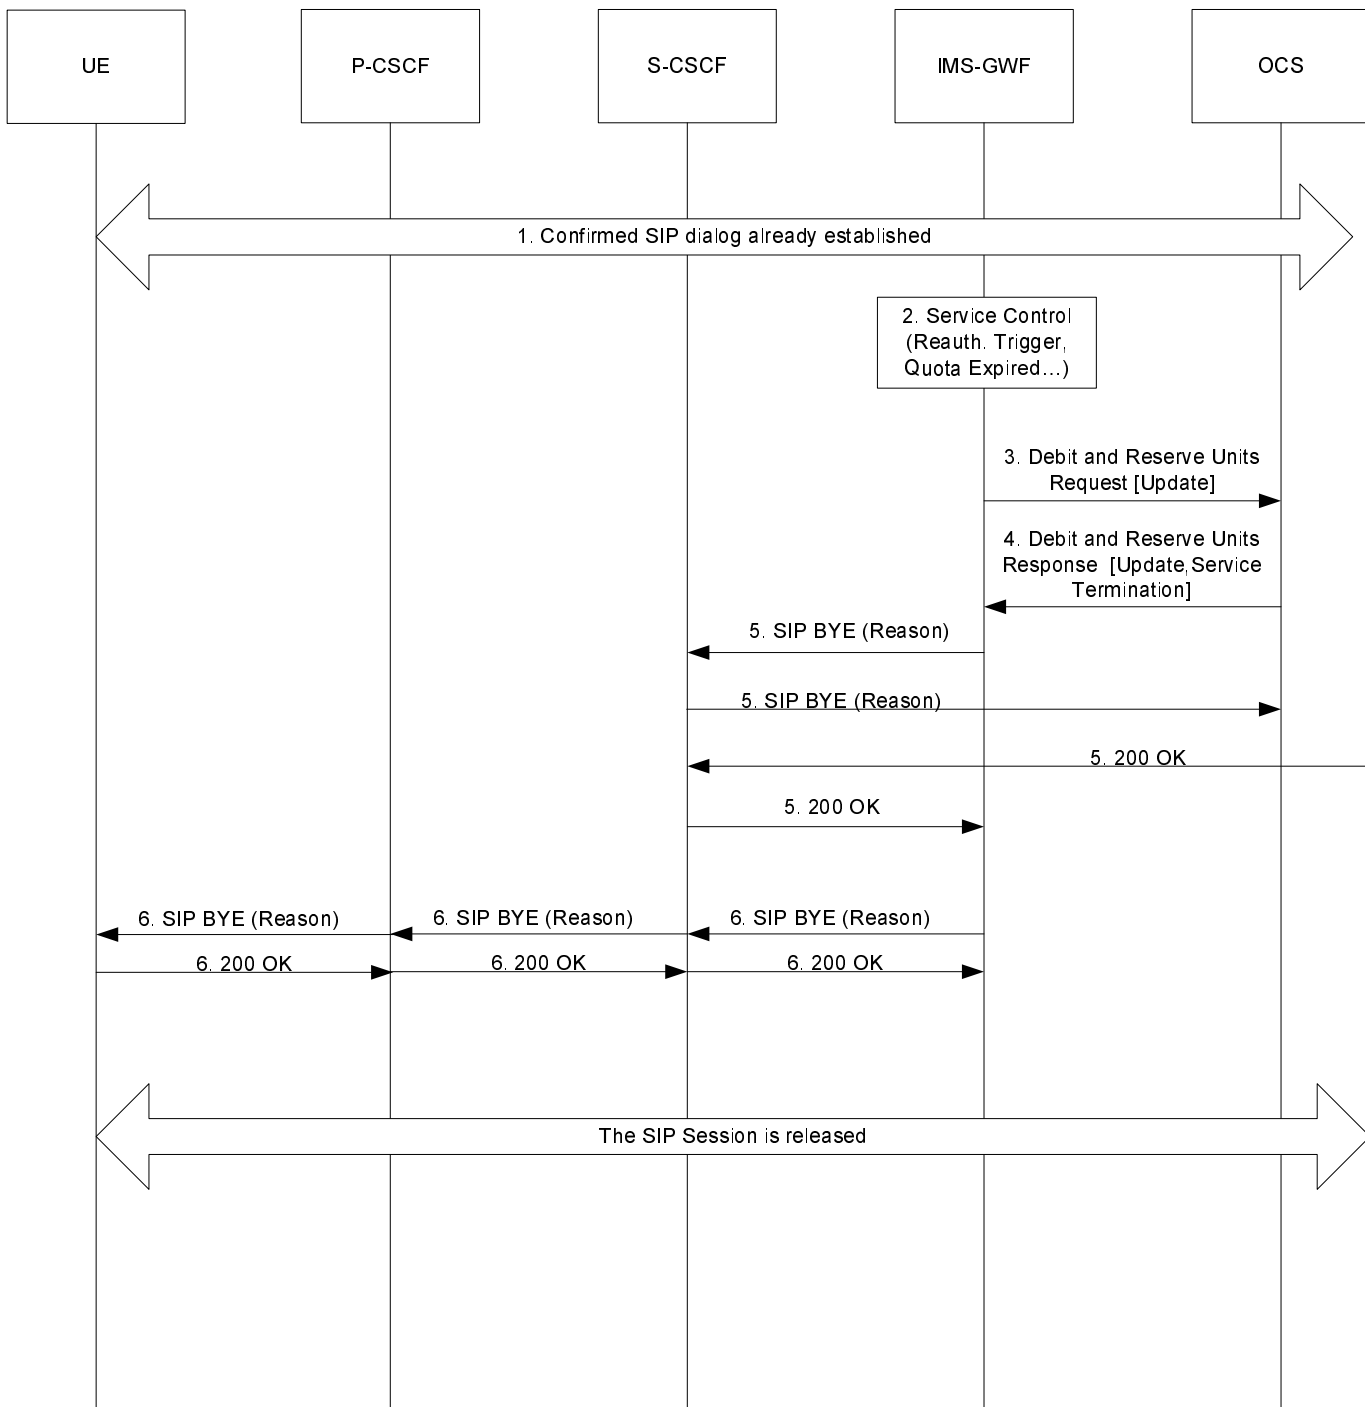 UE
P-CSCF
S-CSCF
IMS-GWF
OCS
1. Confirmed SIP dialog already established
2. Service Control
(Reauth. Trigger,
Quota Expired...)
3. Debit and Reserve Units
Request [Update]
4. Debit and Reserve Units
Response [Update,Service
Termination]
5. SIP BYE (Reason)
5. SIP BYE (Reason)
5. 200 OK
5. 200 OK
6. SIP BYE (Reason)
6. SIP BYE (Reason)
6. SIP BYE (Reason)
6. 200 OK
6. 200 OK
6. 200 OK
The SIP Session is released